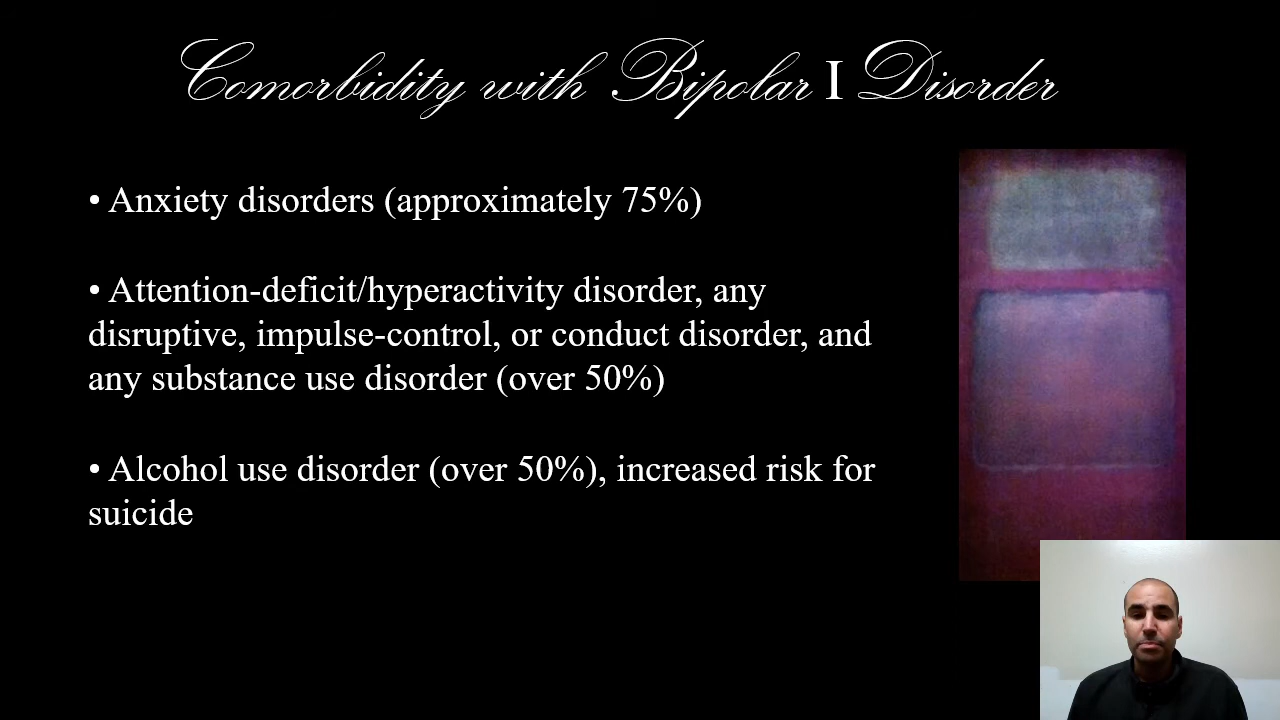 Comorbidity with Bipolar I Disorder
• Anxiety disorders (approximately 75%)
• Attention-deficit/hyperactivity disorder, any
disruptive, impulse-control, or conduct disorder, and
any substance use disorder (over 50%)
• Alcohol use disorder (over 50%), increased risk for
suicide